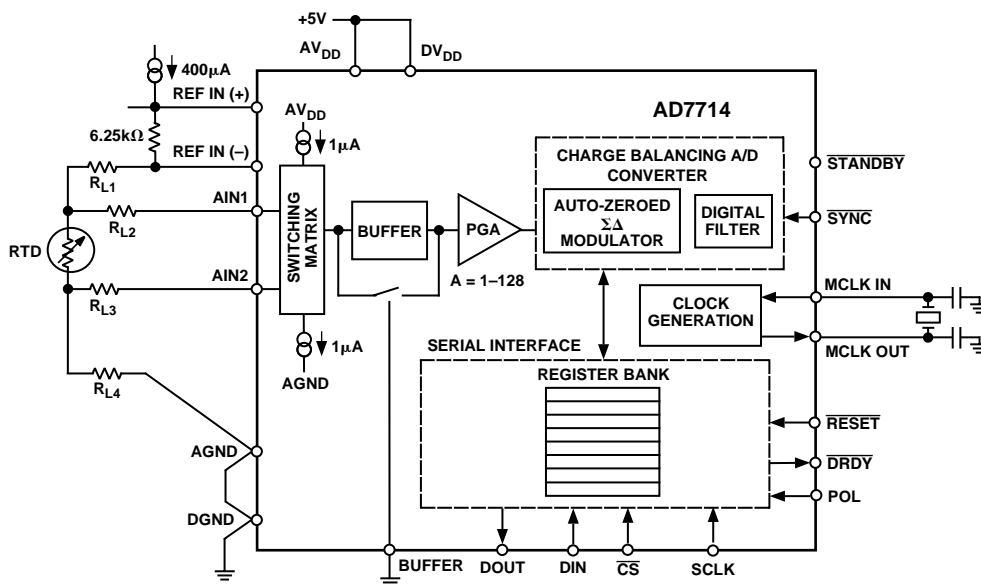 +5V
AVDD
DVDD
400μA
REF IN (+)
AVDD
AD7714
6.25kΩ
1μA
CHARGE BALANCING A/D
CONVERTER
STANDBY
REF IN (–)
RL1
AIN1
SWITCHING
MATRIX
BUFFER
PGA
AUTO-ZEROED
ΣΔ
MODULATOR
DIGITAL
FILTER
SYNC
RL2
RTD
AIN2
A = 1–128
RL3
MCLK IN
CLOCK
GENERATION
1μA
SERIAL INTERFACE
MCLK OUT
AGND
REGISTER BANK
RL4
RESET
AGND
DRDY
POL
DGND
BUFFER
DOUT
DIN
CS
SCLK